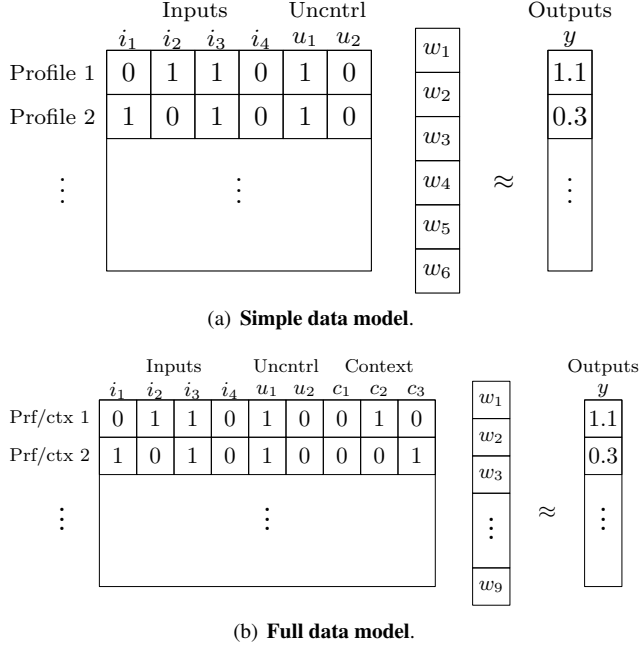 Inputs Uncntrl Outputs
i₁ i₂ i₃ i₄ u₁ u₂ y
Profile 1 0 1 1 0 1 0 w₁ 1.1
Profile 2 1 0 1 0 1 0 w₂ 0.3
w₃
⋮ ⋮ w₄ ≈ ⋮
w₅
w₆
(a) Simple data model.
Inputs Uncntrl Context Outputs
i₁ i₂ i₃ i₄ u₁ u₂ c₁ c₂ c₃ y
Prf/ctx 1 0 1 1 0 1 0 0 1 0 w₁ 1.1
Prf/ctx 2 1 0 1 0 1 0 0 0 1 w₂ 0.3
w₃
⋮ ⋮ ⋮ ≈ ⋮
w₉
(b) Full data model.